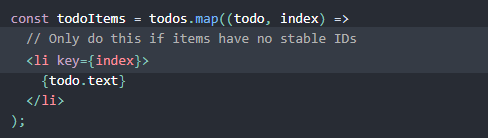 const todoItems = todos.map((todo, index) =>
  // Only do this if items have no stable IDs
  <li key={index}>
    {todo.text}
  </li>
);